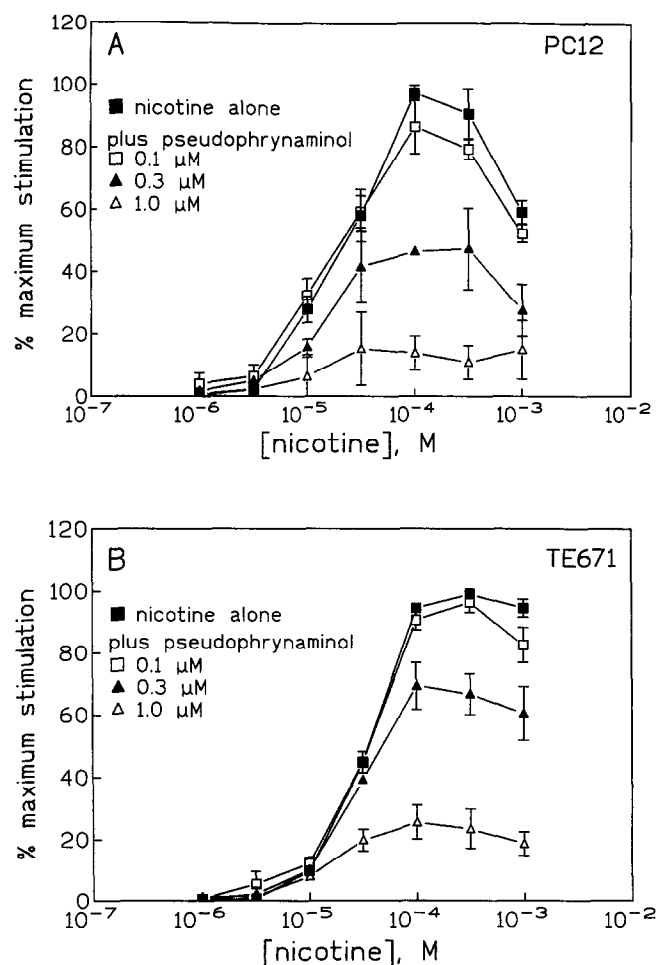 A
PC12
120
100
80
60
40
20
0
% maximum stimulation
■ nicotine alone
plus pseudophrynaminol
□ 0.1 μM
▲ 0.3 μM
△ 1.0 μM
10⁻⁷ 10⁻⁶ 10⁻⁵ 10⁻⁴ 10⁻³ 10⁻²
[nicotine], M
B
TE671
120
100
80
60
40
20
0
% maximum stimulation
■ nicotine alone
plus pseudophrynaminol
□ 0.1 μM
▲ 0.3 μM
△ 1.0 μM
10⁻⁷ 10⁻⁶ 10⁻⁵ 10⁻⁴ 10⁻³ 10⁻²
[nicotine], M